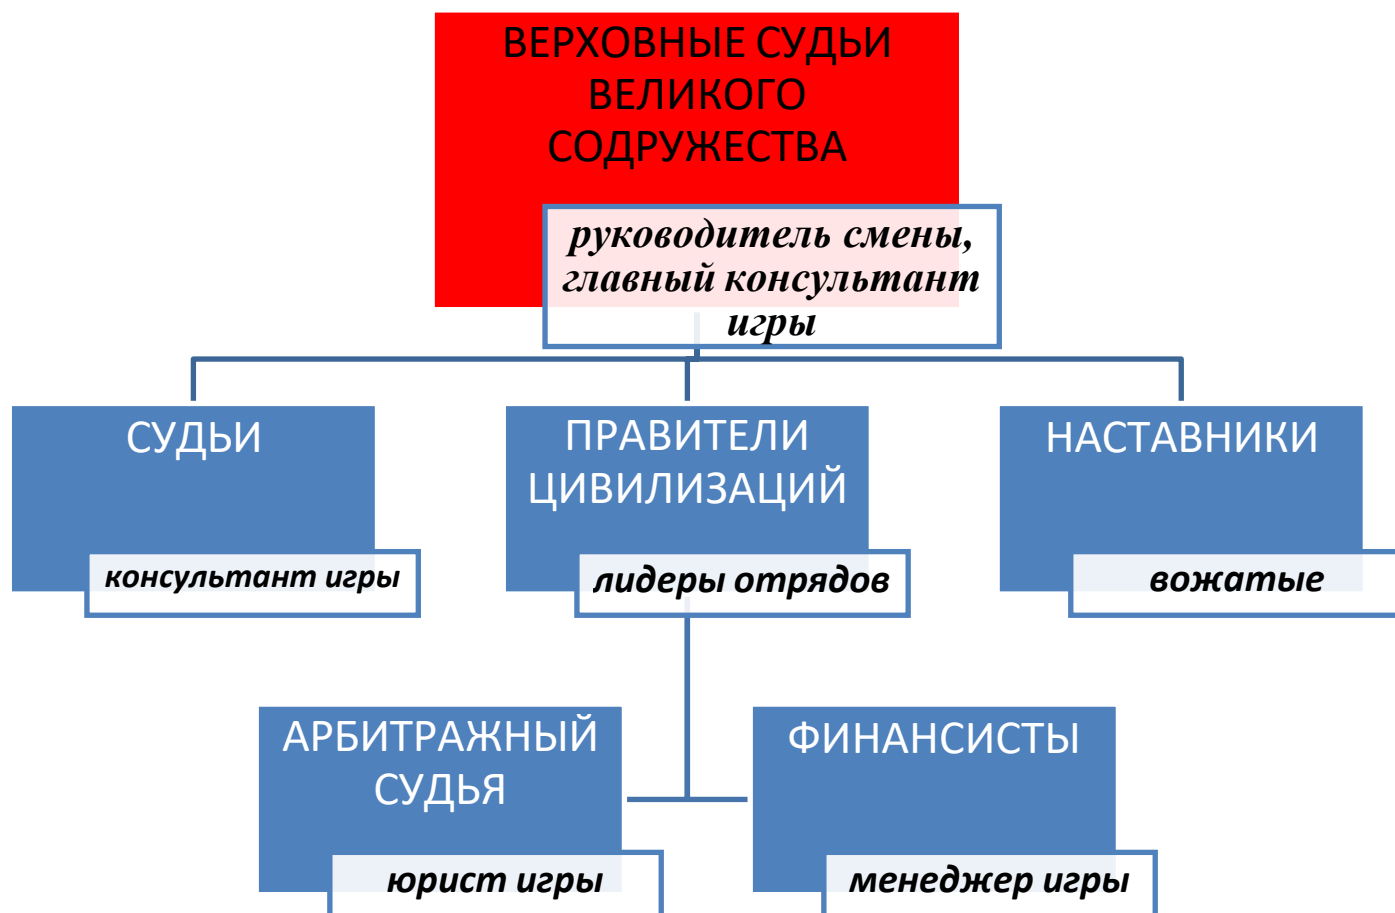 ВЕРХОВНЫЕ СУДЬИ
ВЕЛИКОГО
СОДРУЖЕСТВА
руководитель смены,
главный консультант
игры
СУДЬИ
консультант игры
ПРАВИТЕЛИ
ЦИВИЛИЗАЦИЙ
лидеры отрядов
НАСТАВНИКИ
вожатые
АРБИТРАЖНЫЙ
СУДЬЯ
юрист игры
ФИНАНСИСТЫ
менеджер игры